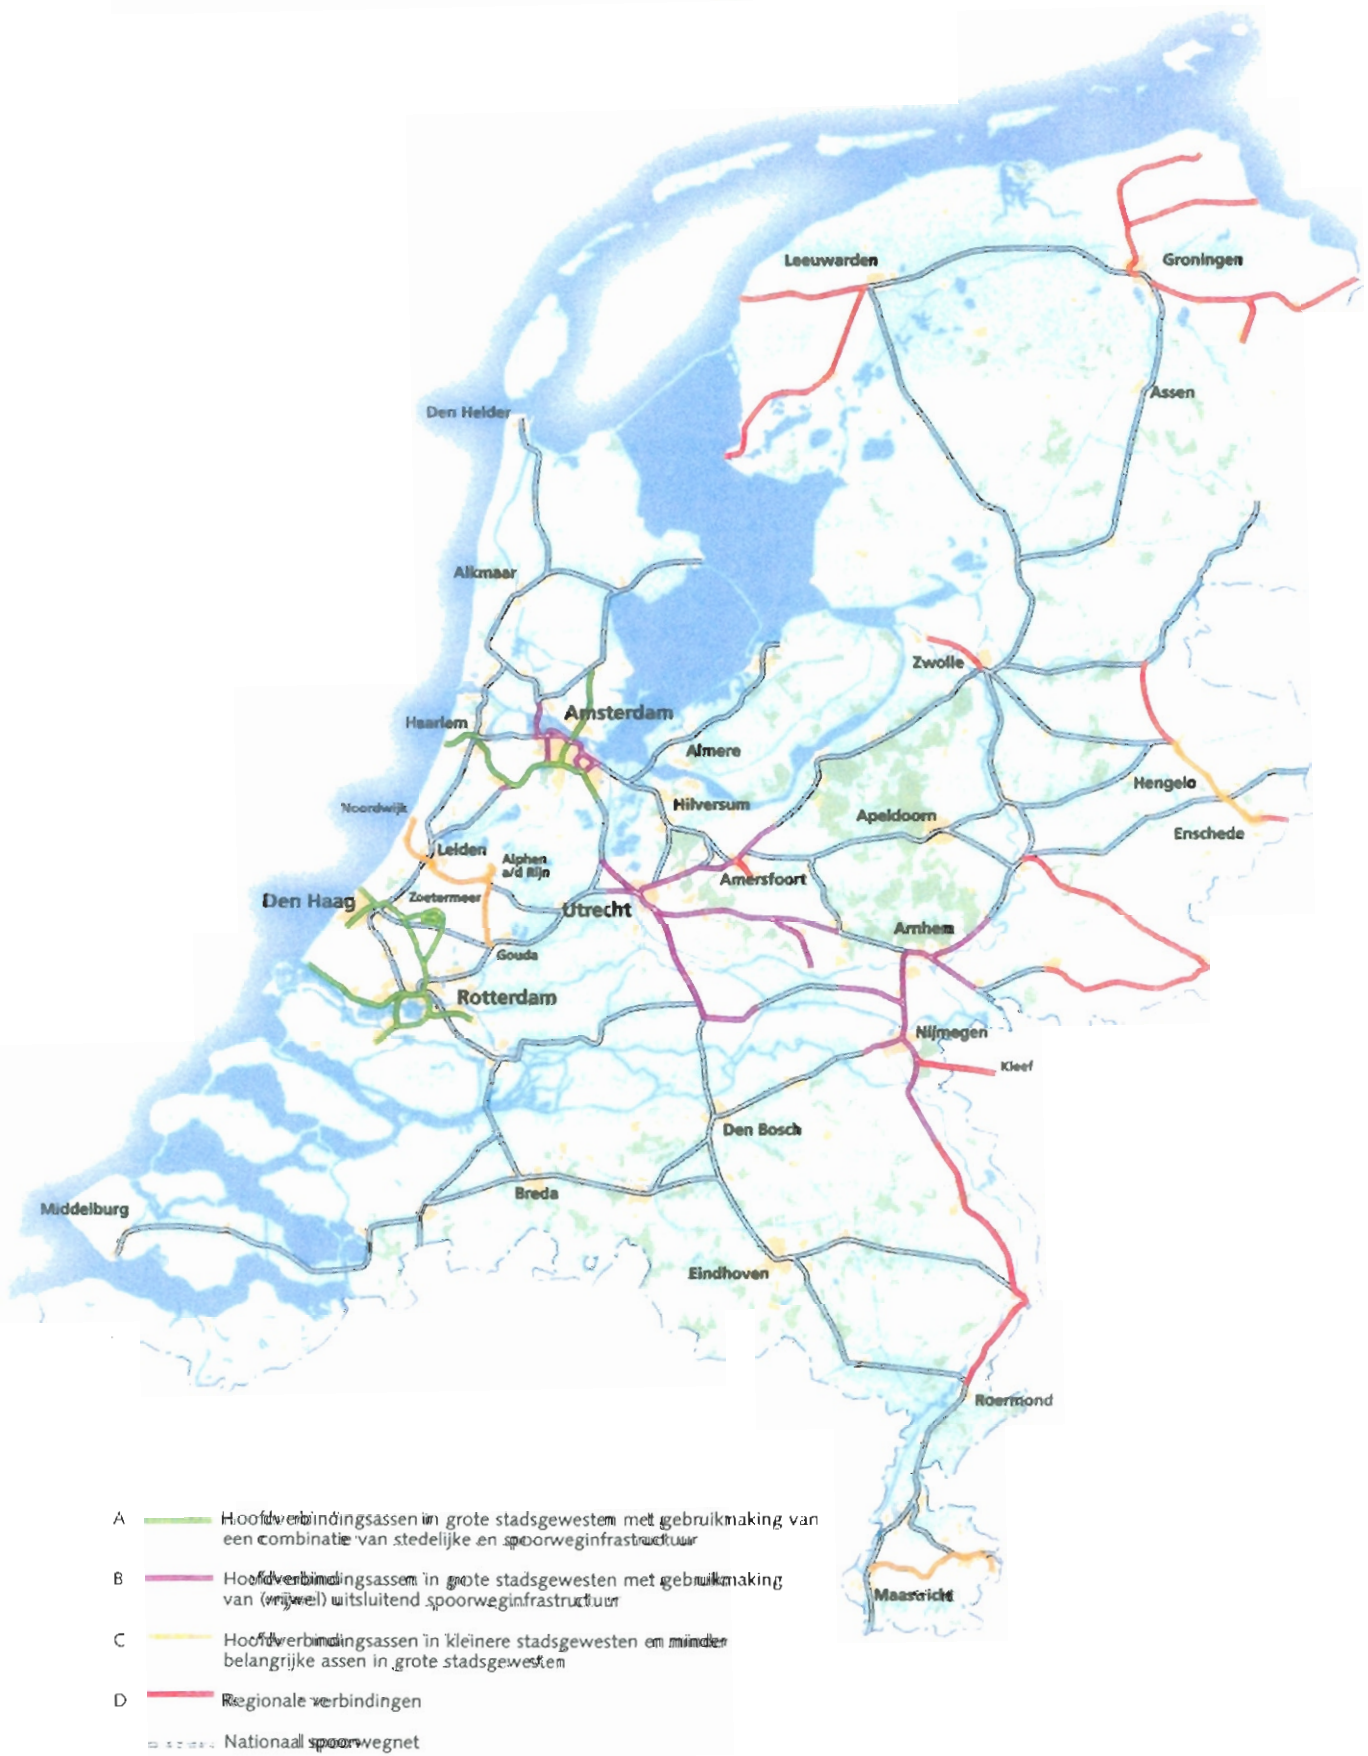 Leeuwarden
Groningen
Assen
Den Helder
Alkmaar
Zwolle
Haarlem
Amsterdam
Almere
Hengelo
Noordwijk
Hilversum
Apeldoorn
Enschede
Leiden
Alphen
a/d Rijn
Den Haag
Zoetermeer
Amersfoort
Utrecht
Arnhem
Gouda
Rotterdam
Nijmegen
Kleef
Den Bosch
Breda
Middelburg
Eindhoven
Roermond
Maastricht
A Hoofdverbindingsassen in grote stadsgewesten met gebruikmaking van
een combinatie van stedelijke en spoorweginfrastructuur
B Hoofdverbindingsassen in grote stadsgewesten met gebruikmaking
van (vrijwel) uitsluitend spoorweginfrastructuur
C Hoofdverbindingsassen in kleinere stadsgewesten en minder
belangrijke assen in grote stadsgewesten
D Regionale verbindingen
Nationaal spoorwegnet